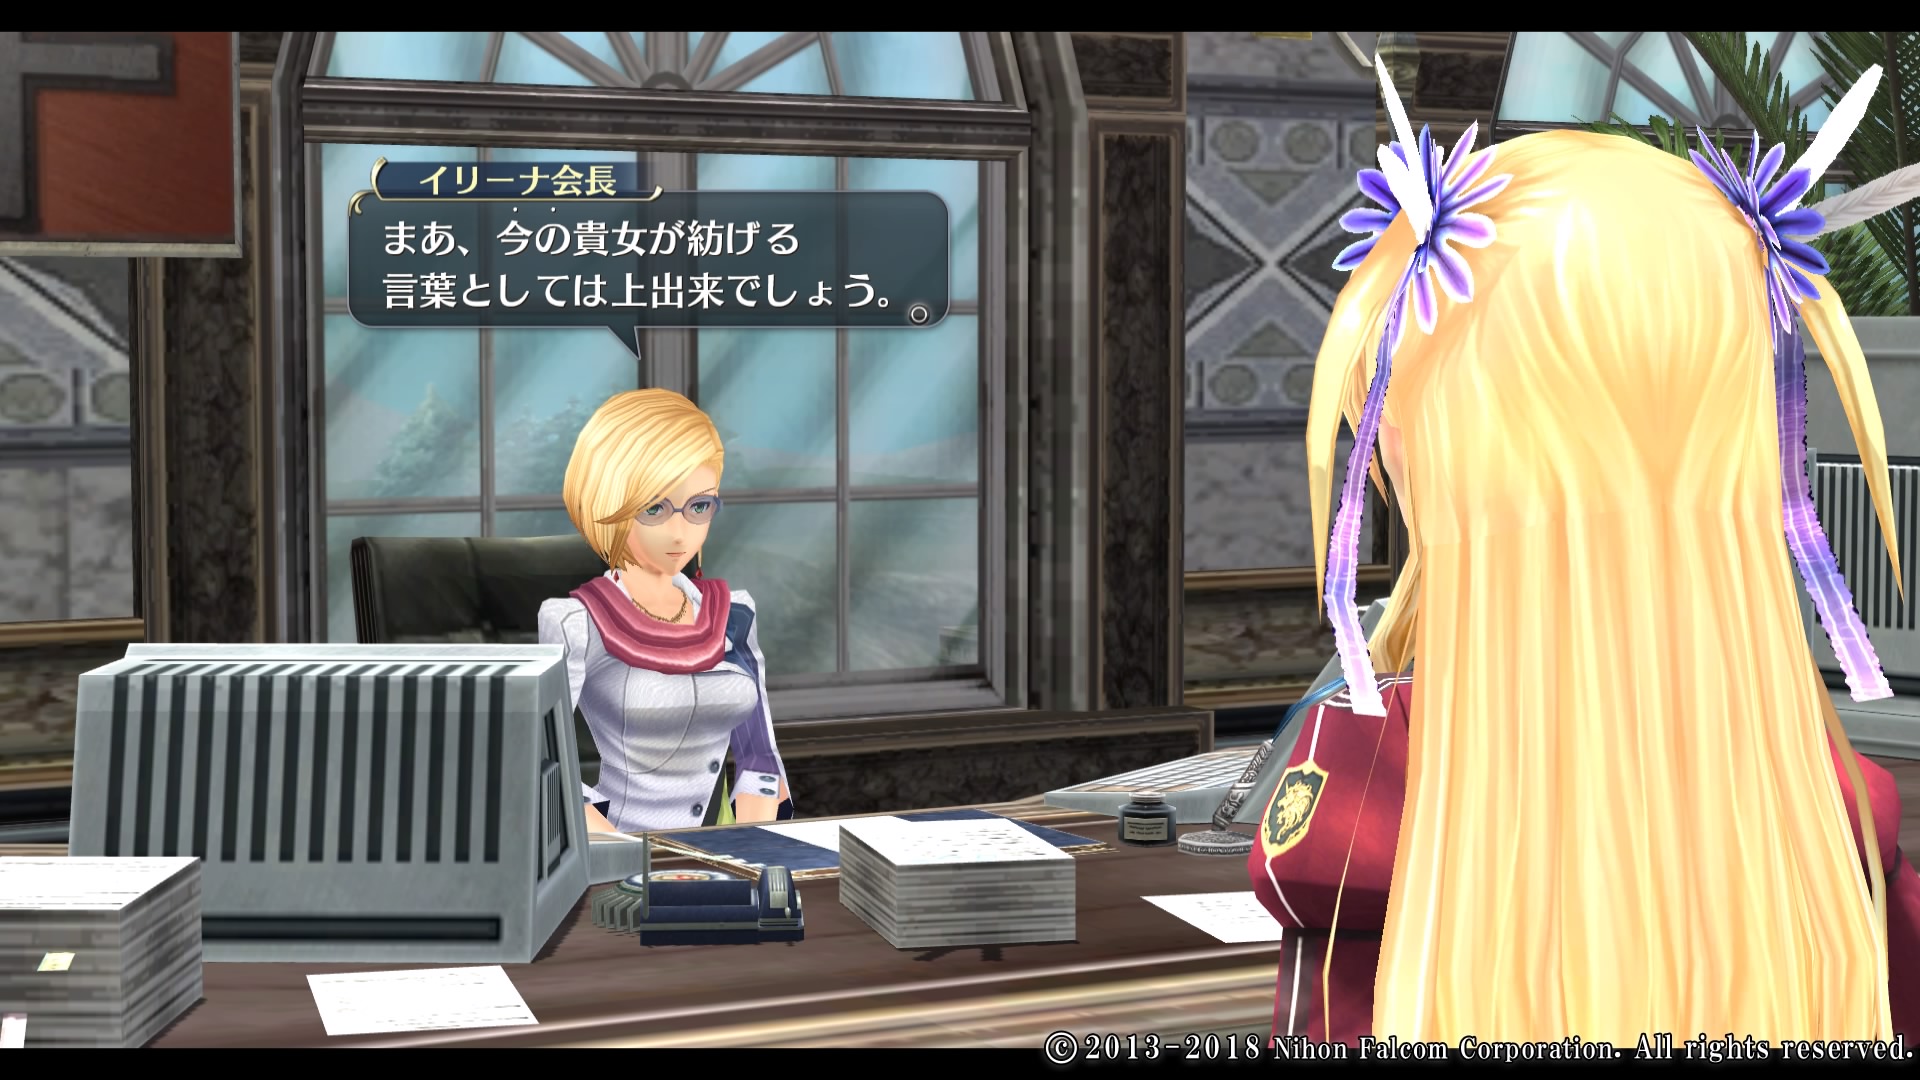 イリーナ会長
まあ、今の貴女が紡げる
言葉としては上出来でしょう。
©2013-2018 Nihon Falcom Corporation. All rights reserved.